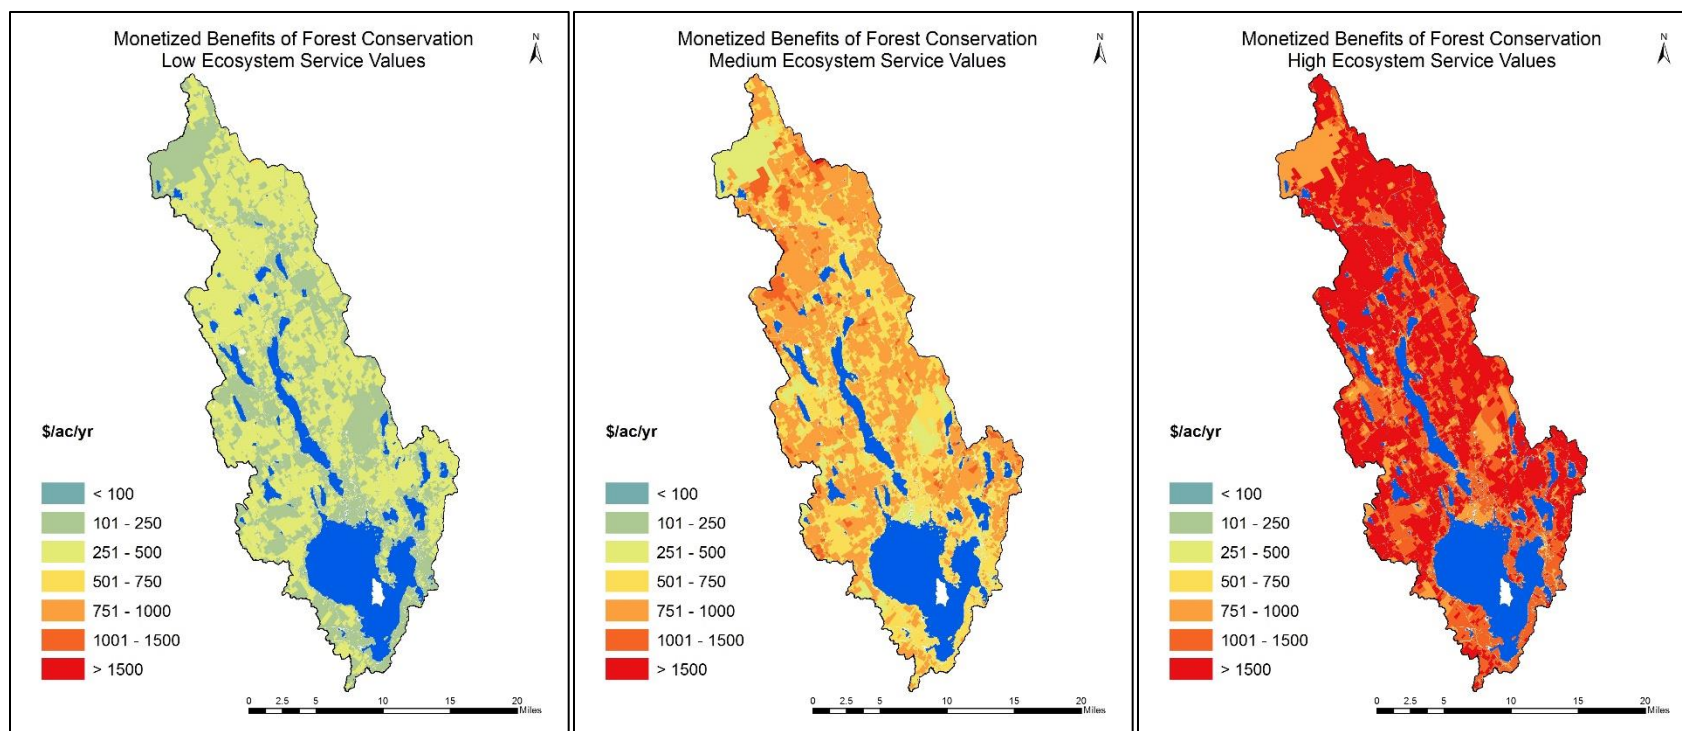 Monetized Benefits of Forest Conservation
Low Ecosystem Service Values
N
$/ac/yr
< 100
101 - 250
251 - 500
501 - 750
751 - 1000
1001 - 1500
> 1500
0 2.5 5 10 15 20
Miles
Monetized Benefits of Forest Conservation
Medium Ecosystem Service Values
N
$/ac/yr
< 100
101 - 250
251 - 500
501 - 750
751 - 1000
1001 - 1500
> 1500
0 2.5 5 10 15 20
Miles
Monetized Benefits of Forest Conservation
High Ecosystem Service Values
N
$/ac/yr
< 100
101 - 250
251 - 500
501 - 750
751 - 1000
1001 - 1500
> 1500
0 2.5 5 10 15 20
Miles